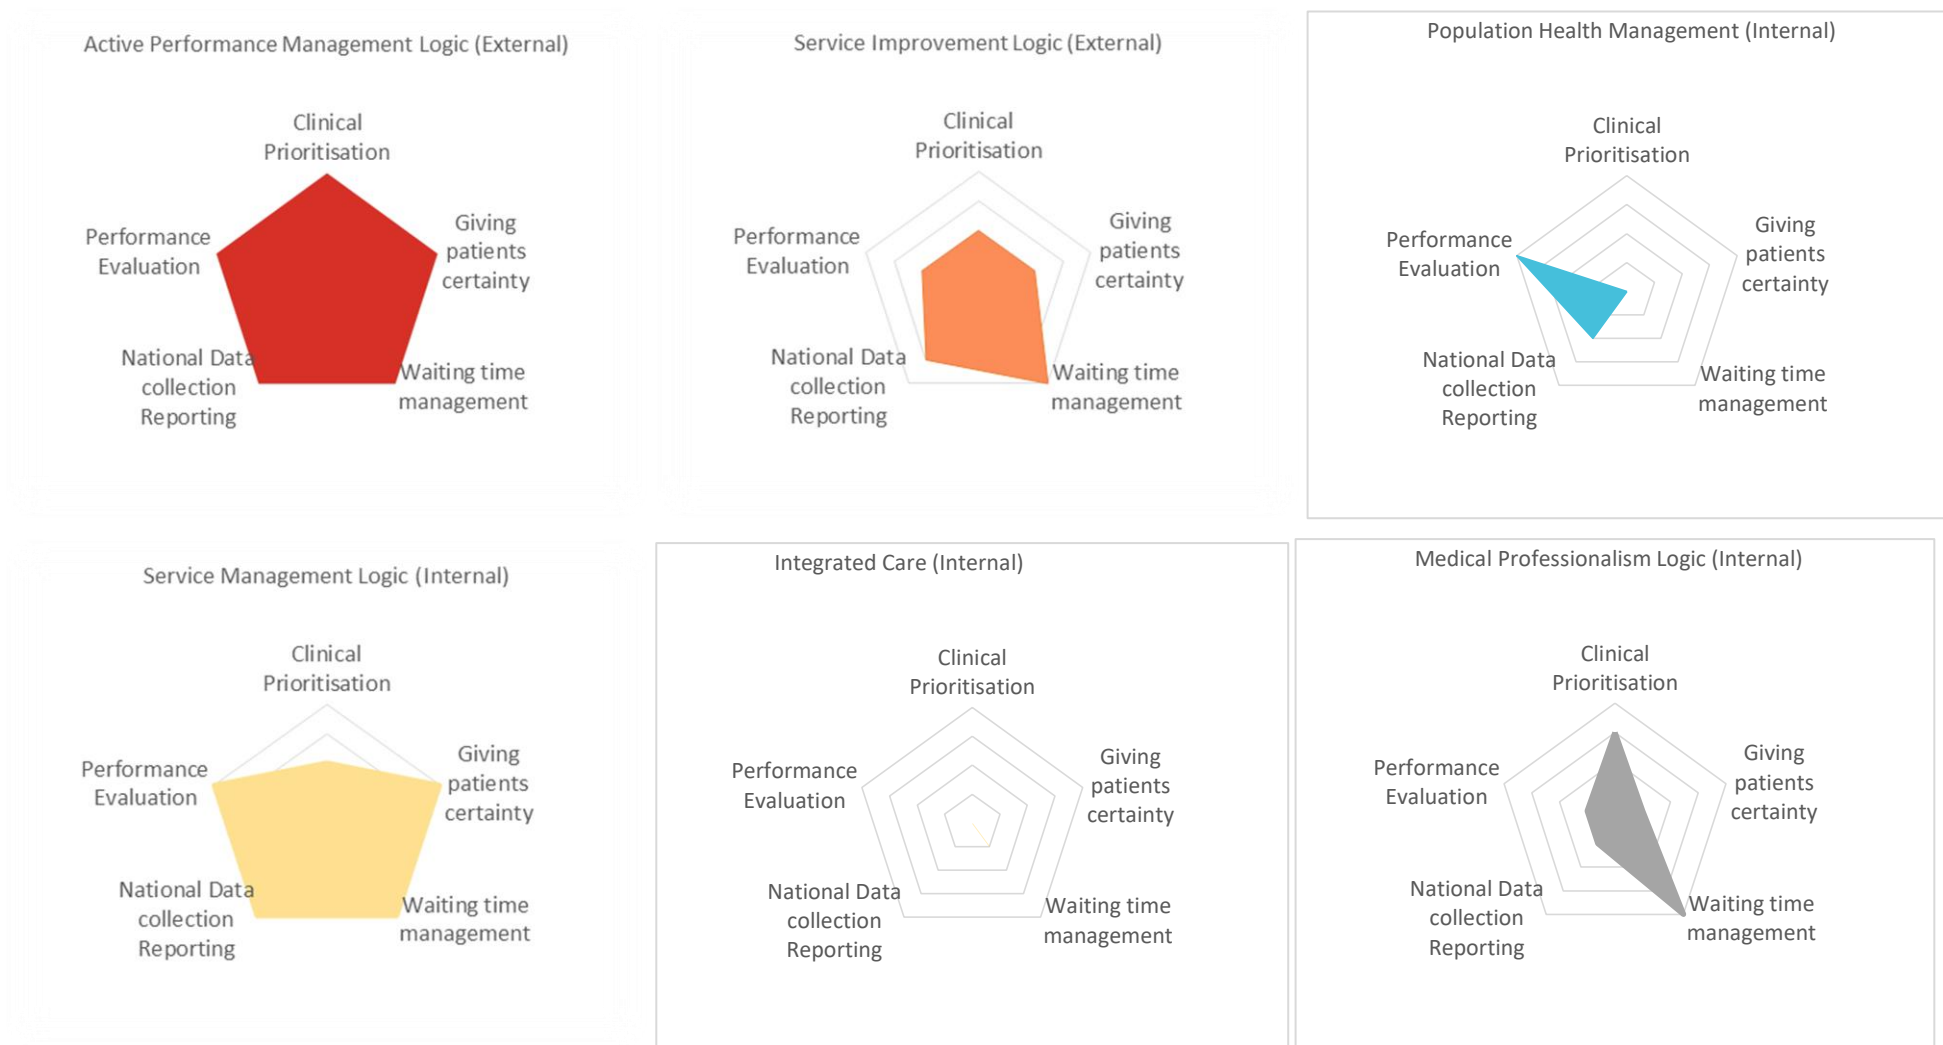 Active Performance Management Logic (External)
Clinical
Prioritisation
Giving
patients
certainty
Waiting time
management
National Data
collection
Reporting
Performance
Evaluation
Service Improvement Logic (External)
Clinical
Prioritisation
Giving
patients
certainty
Waiting time
management
National Data
collection
Reporting
Performance
Evaluation
Population Health Management (Internal)
Clinical
Prioritisation
Giving
patients
certainty
Waiting time
management
National Data
collection
Reporting
Performance
Evaluation
Service Management Logic (Internal)
Clinical
Prioritisation
Giving
patients
certainty
Waiting time
management
National Data
collection
Reporting
Performance
Evaluation
Integrated Care (Internal)
Clinical
Prioritisation
Giving
patients
certainty
Waiting time
management
National Data
collection
Reporting
Performance
Evaluation
Medical Professionalism Logic (Internal)
Clinical
Prioritisation
Giving
patients
certainty
Waiting time
management
National Data
collection
Reporting
Performance
Evaluation